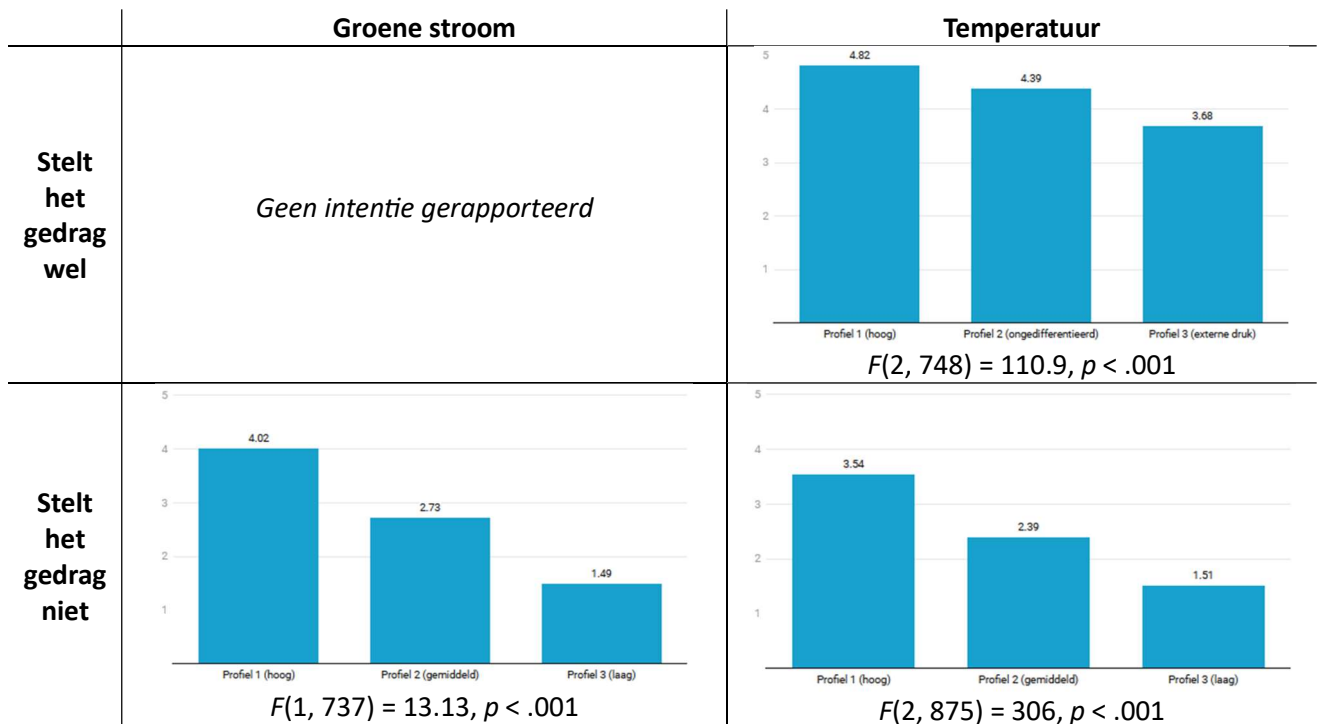 Groene stroom
Temperatuur
Stelt
het
gedrag
wel
Geen intentie gerapporteerd
5
4
3
2
1
4.82
4.39
3.68
Profiel 1 (hoog)
Profiel 2 (ongedifferentieerd)
Profiel 3 (externe druk)
F(2, 748) = 110.9, p < .001
Stelt
het
gedrag
niet
5
4
3
2
1
4.02
2.73
1.49
Profiel 1 (hoog)
Profiel 2 (gemiddeld)
Profiel 3 (laag)
F(1, 737) = 13.13, p < .001
5
4
3
2
1
3.54
2.39
1.51
Profiel 1 (hoog)
Profiel 2 (gemiddeld)
Profiel 3 (laag)
F(2, 875) = 306, p < .001